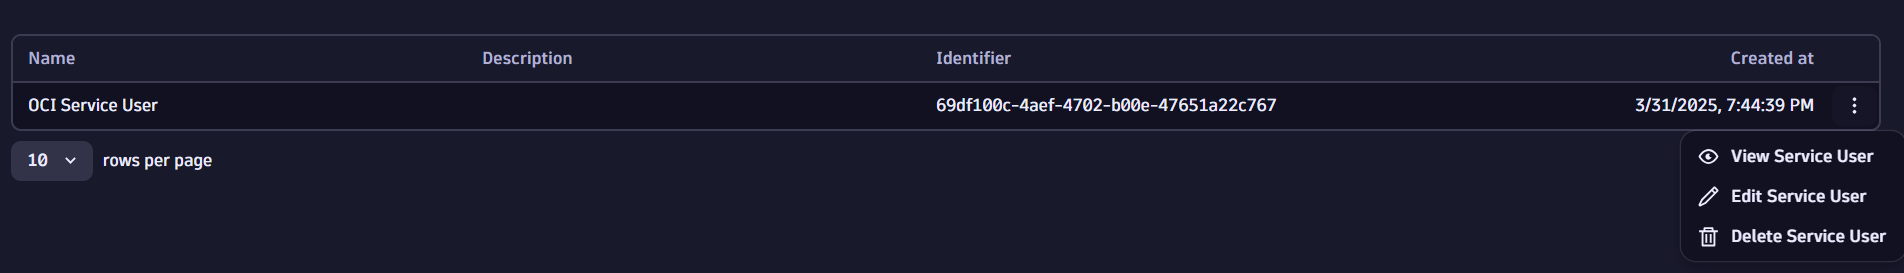 Name Description Identifier Created at
OCI Service User 69df100c-4aef-4702-b00e-47651a22c767 3/31/2025, 7:44:39 PM
10 rows per page
View Service User
Edit Service User
Delete Service User